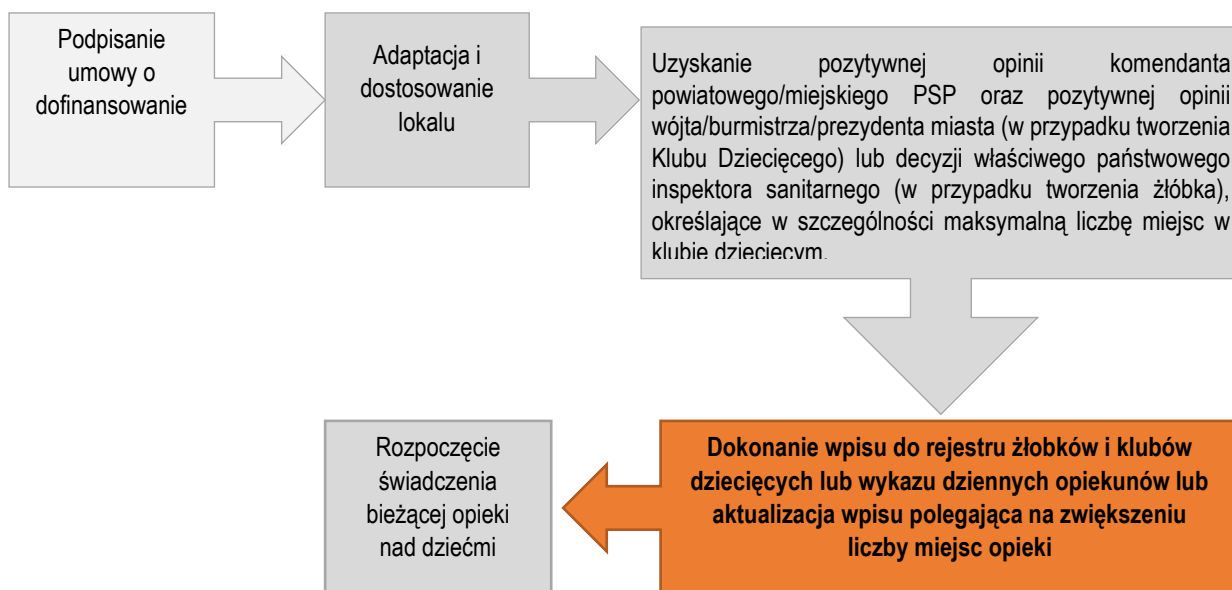 Podpisanie
umowy o
dofinansowanie
Adaptacja i
dostosowanie
lokalu
Uzyskanie pozytywnej opinii komendanta
powiatowego/miejskiego PSP oraz pozytywnej opinii
wójta/burmistrza/prezydenta miasta (w przypadku tworzenia
Klubu Dziecięcego) lub decyzji właściwego państwowego
inspektora sanitarnego (w przypadku tworzenia żłóbka),
określające w szczególności maksymalną liczbę miejsc w
klubie dziecięcym.
Dokonanie wpisu do rejestru żłobków i klubów
dziecięcych lub wykazu dziennych opiekunów lub
aktualizacja wpisu polegająca na zwiększeniu
liczby miejsc opieki
Rozpoczęcie
świadczenia
bieżącej opieki
nad dziećmi